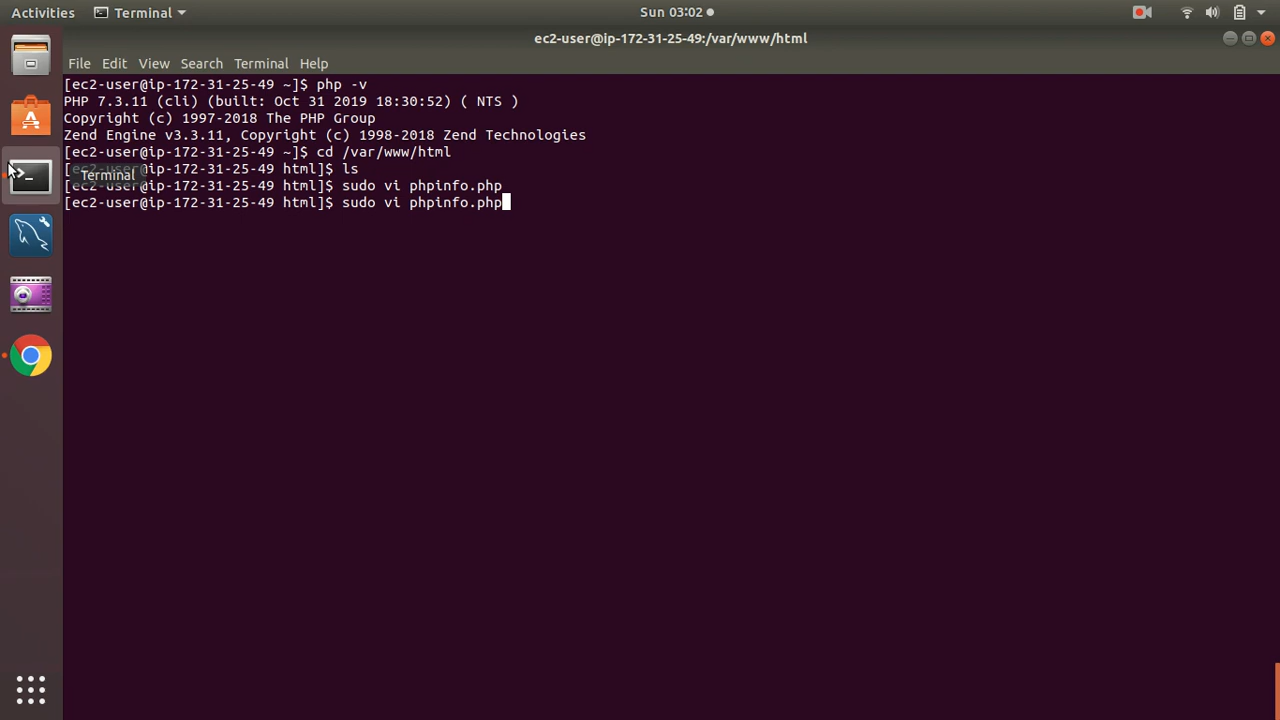 Activities Terminal Sun 03:02
ec2-user@ip-172-31-25-49:/var/www/html
File Edit View Search Terminal Help
[ec2-user@ip-172-31-25-49 ~]$ php -v
PHP 7.3.11 (cli) (built: Oct 31 2019 18:30:52) ( NTS )
Copyright (c) 1997-2018 The PHP Group
Zend Engine v3.3.11, Copyright (c) 1998-2018 Zend Technologies
[ec2-user@ip-172-31-25-49 ~]$ cd /var/www/html
[ec2-user@ip-172-31-25-49 html]$ ls
Terminal
[ec2-user@ip-172-31-25-49 html]$ sudo vi phpinfo.php
[ec2-user@ip-172-31-25-49 html]$ sudo vi phpinfo.php